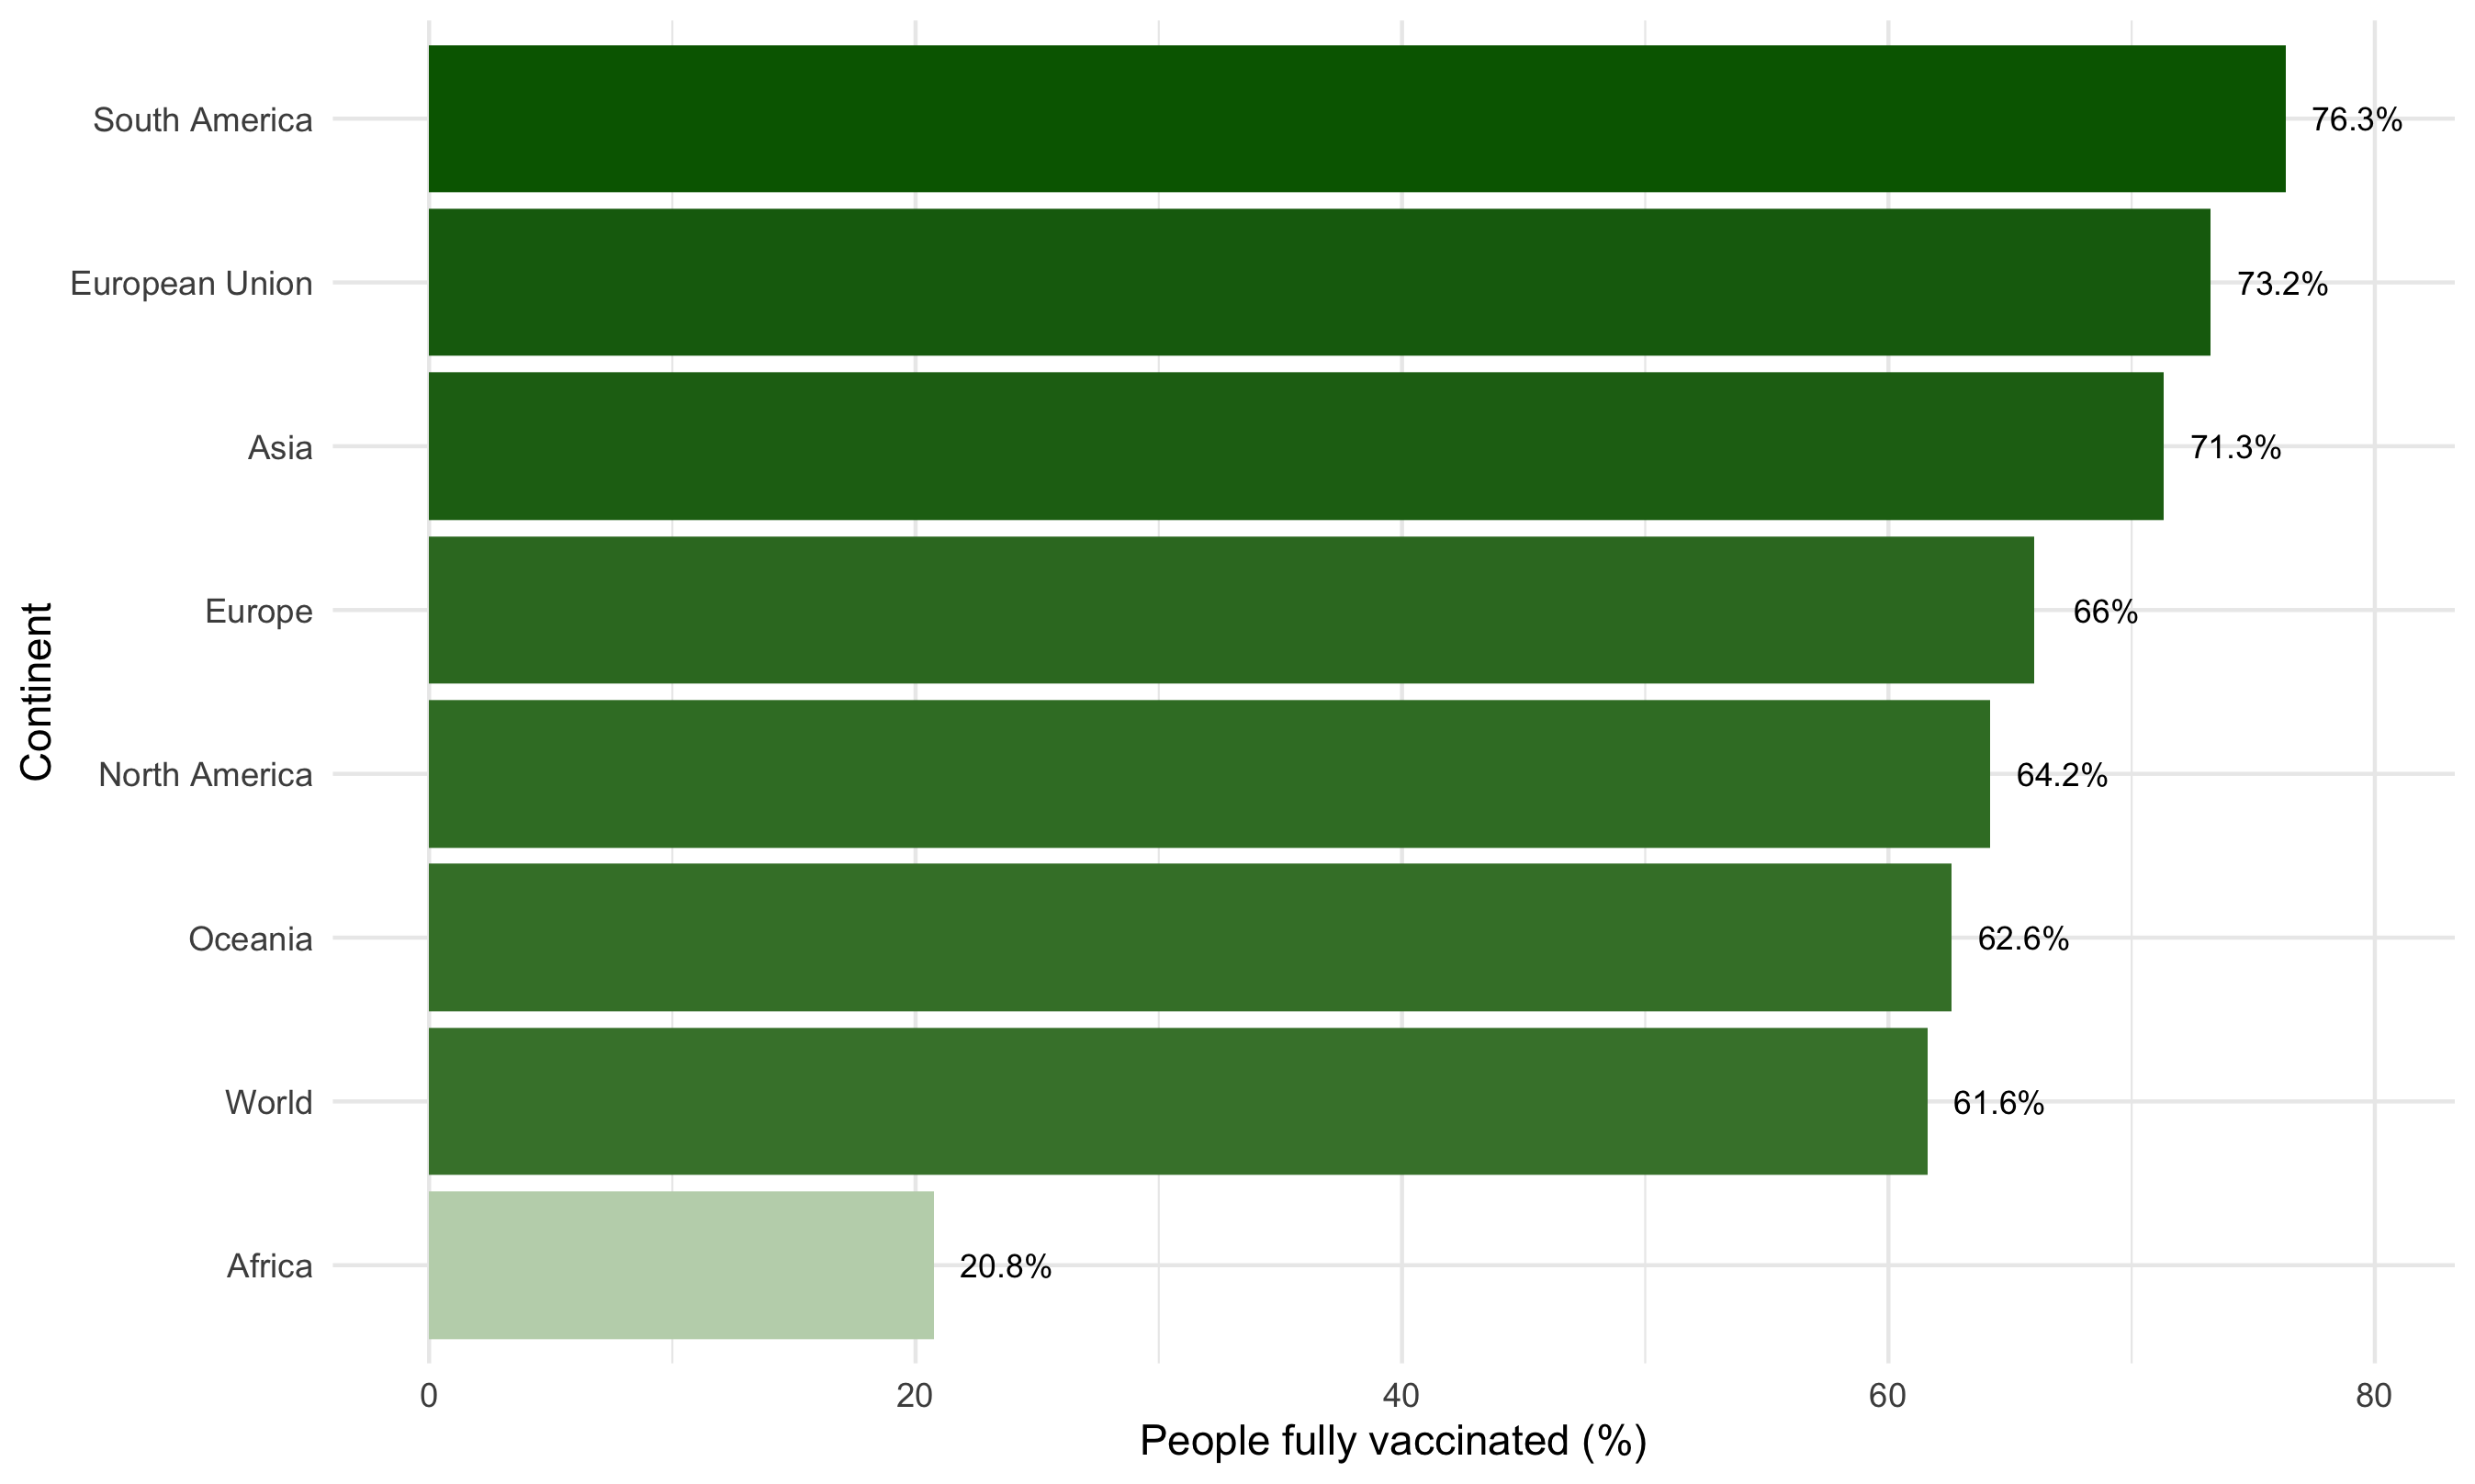 South America 76.3%
European Union 73.2%
Asia 71.3%
Europe 66%
North America 64.2%
Oceania 62.6%
World 61.6%
Africa 20.8%
Continent
0 20 40 60 80
People fully vaccinated (%)